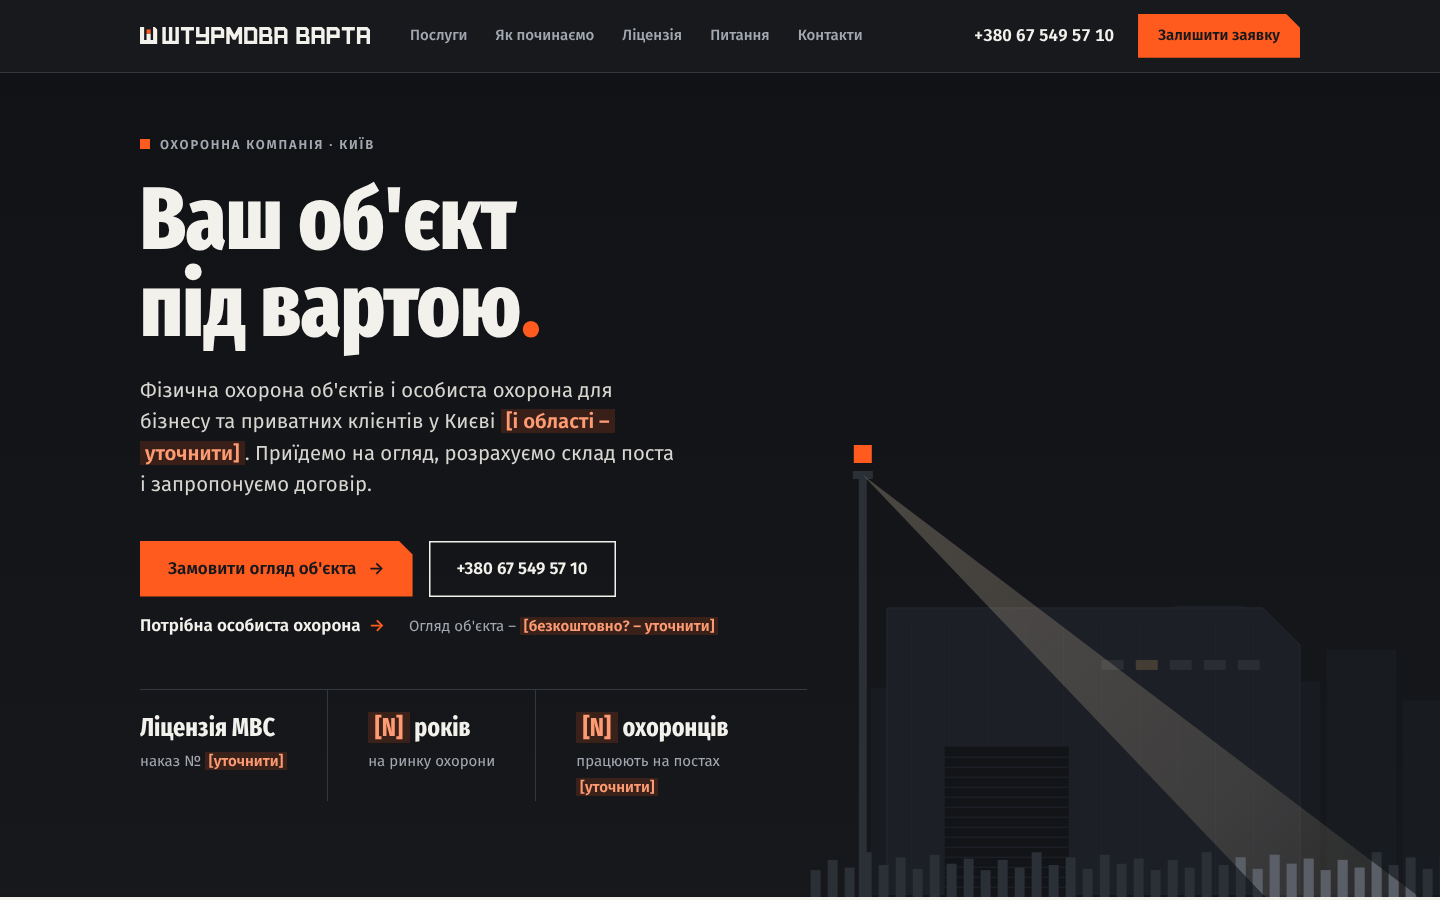 ШТУРМОВА ВАРТА
Послуги Як починаємо Ліцензія Питання Контакти
+380 67 549 57 10
Залишити заявку
ОХОРОННА КОМПАНІЯ · КИЇВ
Ваш об'єкт
під вартою.
Фізична охорона об'єктів і особиста охорона для
бізнесу та приватних клієнтів у Києві [і області –
уточнити]. Приїдемо на огляд, розрахуємо склад поста
і запропонуємо договір.
Замовити огляд об'єкта →
+380 67 549 57 10
Потрібна особиста охорона →
Огляд об'єкта – [безкоштовно? – уточнити]
Ліцензія МВС
наказ № [уточнити]
[N] років
на ринку охорони
[N] охоронців
працюють на постах
[уточнити]